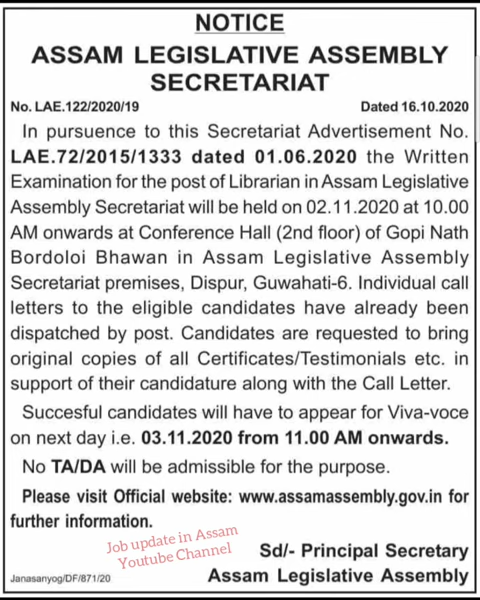 NOTICE
ASSAM LEGISLATIVE ASSEMBLY
SECRETARIAT
No. LAE.122/2020/19 Dated 16.10.2020
In pursuence to this Secretariat Advertisement No.
LAE.72/2015/1333 dated 01.06.2020 the Written
Examination for the post of Librarian in Assam Legislative
Assembly Secretariat will be held on 02.11.2020 at 10.00
AM onwards at Conference Hall (2nd floor) of Gopi Nath
Bordoloi Bhawan in Assam Legislative Assembly
Secretariat premises, Dispur, Guwahati-6. Individual call
letters to the eligible candidates have already been
dispatched by post. Candidates are requested to bring
original copies of all Certificates/Testimonials etc. in
support of their candidature along with the Call Letter.
Succesful candidates will have to appear for Viva-voce
on next day i.e. 03.11.2020 from 11.00 AM onwards.
No TA/DA will be admissible for the purpose.
Please visit Official website: www.assamassembly.gov.in for
further information.
Job update in Assam
Youtube Channel
Sd/- Principal Secretary
Janasanyog/DF/871/20 Assam Legislative Assembly